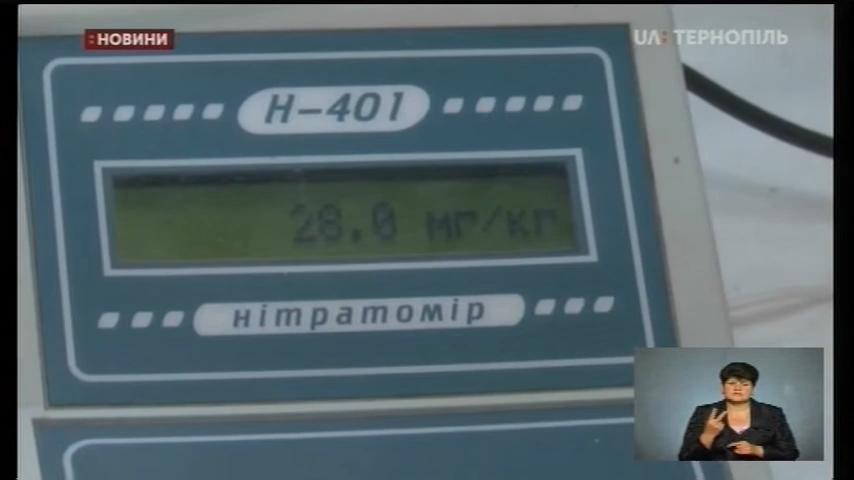 :НОВИНИ
UA: ТЕРНОПІЛЬ
Н-401
28.0 мг/кг
нітратомір